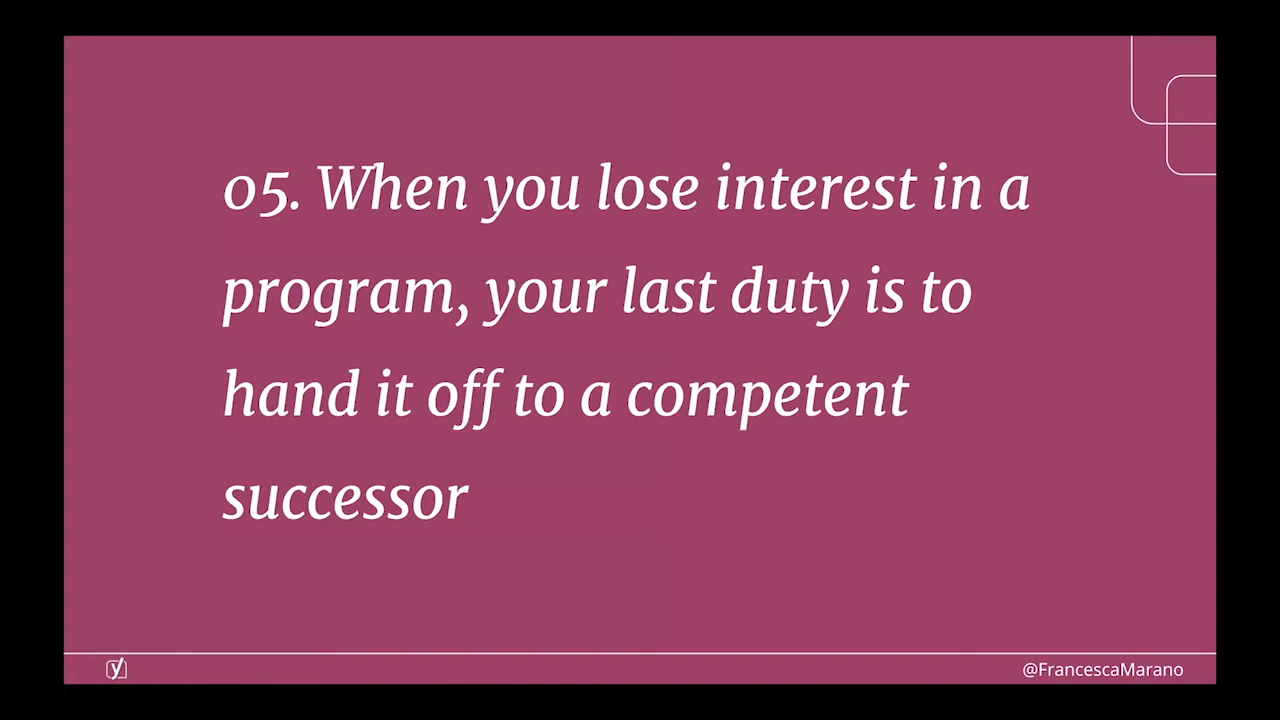 05. When you lose interest in a
program, your last duty is to
hand it off to a competent
successor
y
@FrancescaMarano